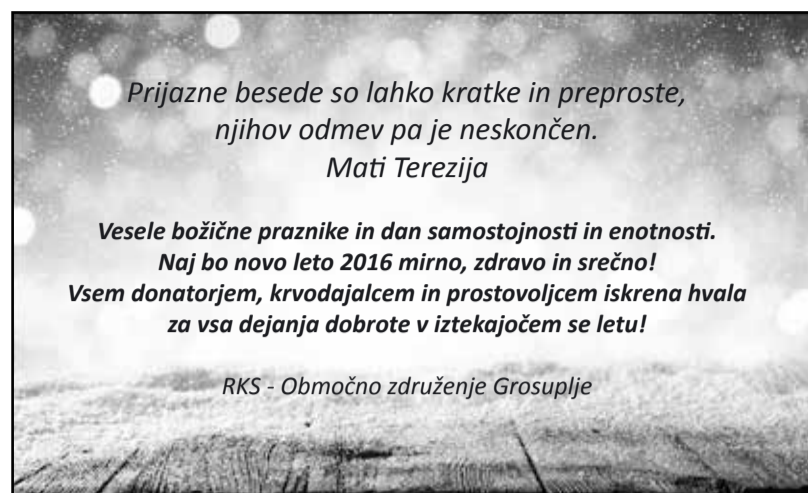 Prijazne besede so lahko kratke in preproste,
njihov odmev pa je neskončen.
Mati Terezija
Vesele božične praznike in dan samostojnosti in enotnosti.
Naj bo novo leto 2016 mirno, zdravo in srečno!
Vsem donatorjem, krvodajalcem in prostovoljcem iskrena hvala
za vsa dejanja dobrote v iztekajočem se letu!
RKS - Območno združenje Grosuplje